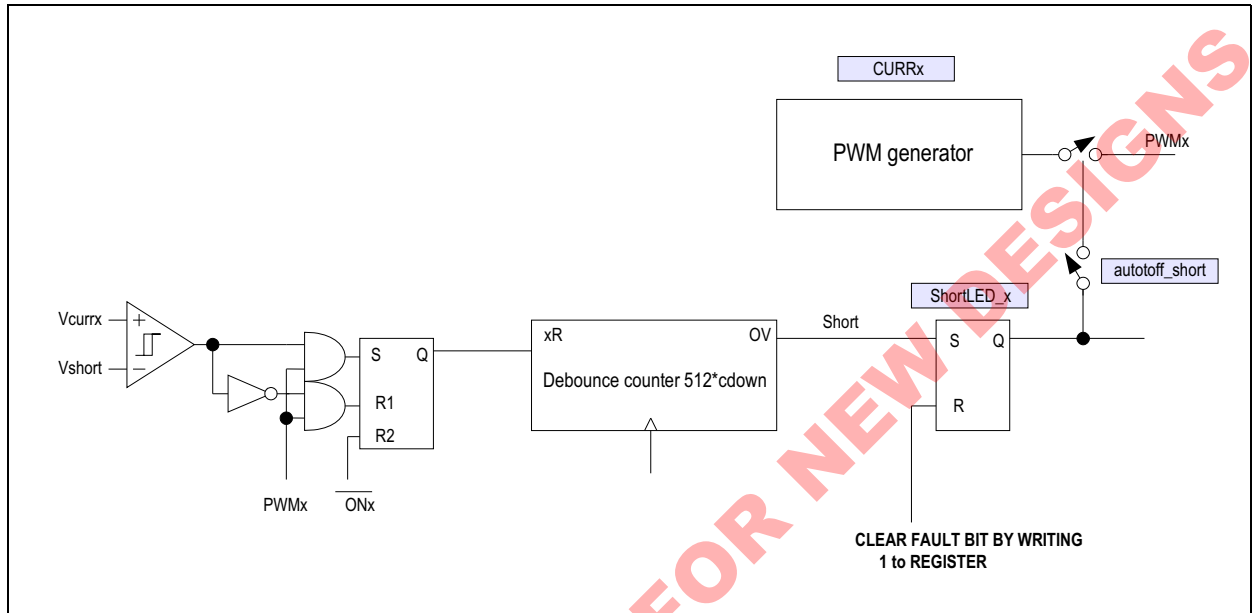 CURRx
PWM generator
PWMx
autotoff_short
ShortLED_x
Vcurrx
+
Vshort
-
S
Q
R1
R2
xR
OV
Debounce counter 512*cdown
Short
S
Q
R
PWMx
ONx
CLEAR FAULT BIT BY WRITING
1 to REGISTER
FOR NEW DESIGNS